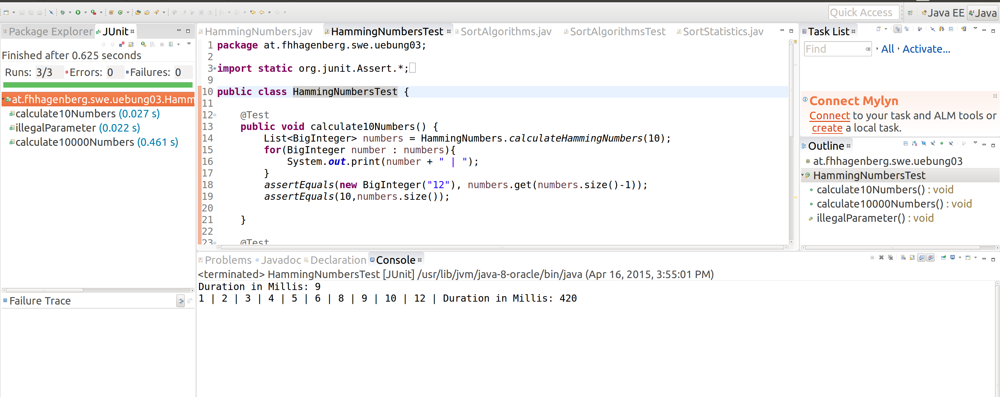 Quick Access
Java EE
Java
Package Explorer
JUnit
Finished after 0.625 seconds
Runs: 3/3 Errors: 0 Failures: 0
at.fhhagenberg.swe.uebung03.Hamm
calculate10Numbers (0.027 s)
illegalParameter (0.022 s)
calculate10000Numbers (0.461 s)
Failure Trace
HammingNumbers.jav
HammingNumbersTest
SortAlgorithms.jav
SortAlgorithmsTest
SortStatistics.jav
1 package at.fhhagenberg.swe.uebung03;
2
3 import static org.junit.Assert.*;
9
10 public class HammingNumbersTest {
11
12 @Test
13 public void calculate10Numbers() {
14 List<BigInteger> numbers = HammingNumbers.calculateHammingNumbers(10);
15 for(BigInteger number : numbers){
16 System.out.print(number + " | ");
17 }
18 assertEquals(new BigInteger("12"), numbers.get(numbers.size()-1));
19 assertEquals(10,numbers.size());
20
21 }
22
23 @Test
Problems
Javadoc
Declaration
Console
<terminated> HammingNumbersTest [JUnit] /usr/lib/jvm/java-8-oracle/bin/java (Apr 16, 2015, 3:55:01 PM)
Duration in Millis: 9
1 | 2 | 3 | 4 | 5 | 6 | 8 | 9 | 10 | 12 | Duration in Millis: 420
Task List
Find
All
Activate...
Connect Mylyn
Connect to your task and ALM tools or
create a local task.
Outline
at.fhhagenberg.swe.uebung03
HammingNumbersTest
calculate10Numbers() : void
calculate10000Numbers() : void
illegalParameter() : void